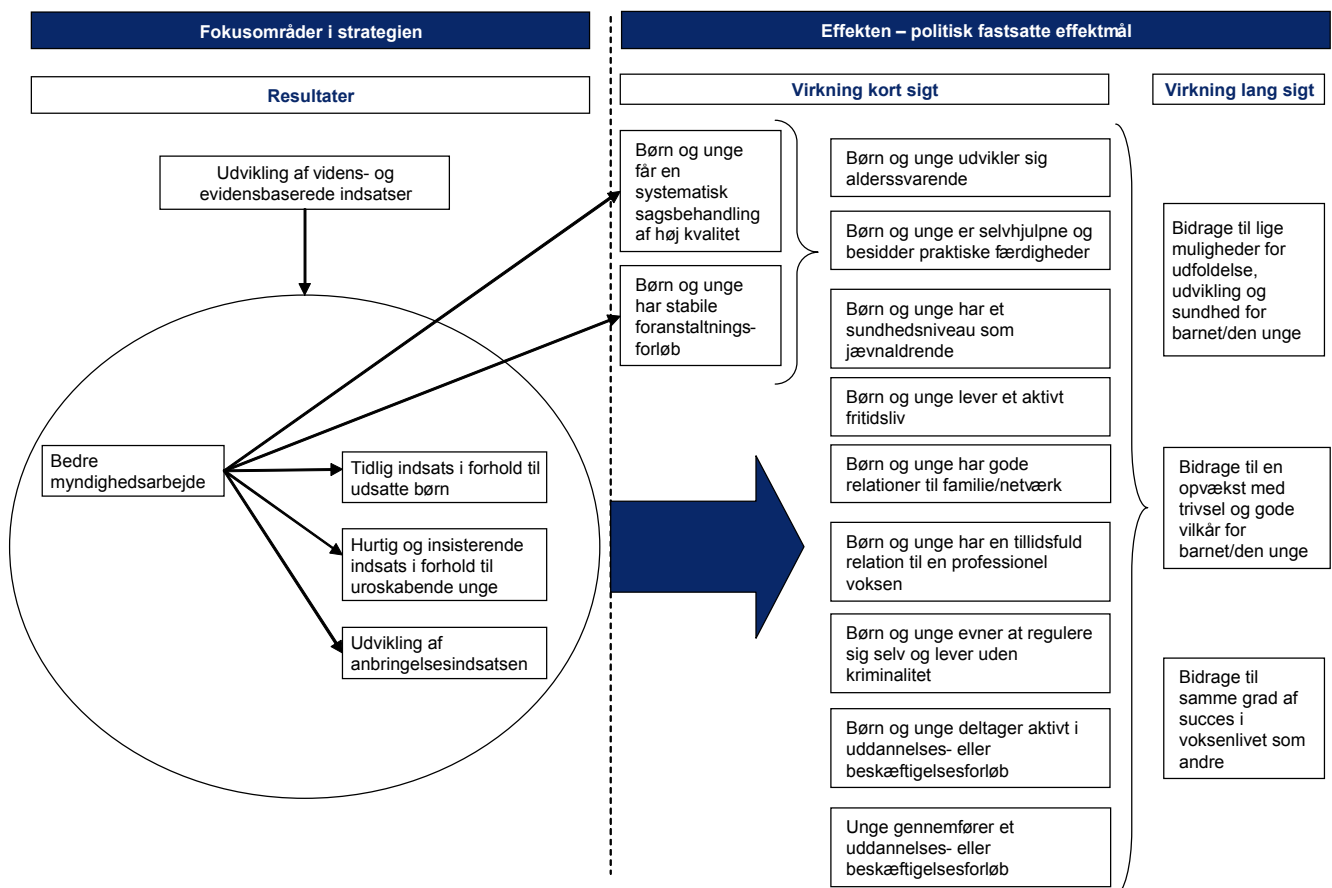 Fokusområder i strategien
Effekten – politisk fastsatte effektmål
Resultater
Virkning kort sigt
Virkning lang sigt
Udvikling af videns- og
evidensbaserede indsatser
Bedre
myndighedsarbejde
Tidlig indsats i forhold til
udsatte børn
Hurtig og insisterende
indsats i forhold til
uroskabende unge
Udvikling af
anbringelsesindsatsen
Børn og unge
får en
systematisk
sagsbehandling
af høj kvalitet
Børn og unge
har stabile
foranstaltnings-
forløb
Børn og unge udvikler sig
alderssvarende
Børn og unge er selvhjulpne og
besidder praktiske færdigheder
Børn og unge har et
sundhedsniveau som
jævnaldrende
Børn og unge lever et aktivt
fritidsliv
Børn og unge har gode
relationer til familie/netværk
Børn og unge har en tillidsfuld
relation til en professionel
voksen
Børn og unge evner at regulere
sig selv og lever uden
kriminalitet
Børn og unge deltager aktivt i
uddannelses- eller
beskæftigelsesforløb
Unge gennemfører et
uddannelses- eller
beskæftigelsesforløb
Bidrage til lige
muligheder for
udfoldelse,
udvikling og
sundhed for
barnet/den unge
Bidrage til en
opvækst med
trivsel og gode
vilkår for
barnet/den unge
Bidrage til
samme grad af
succes i
voksenlivet som
andre